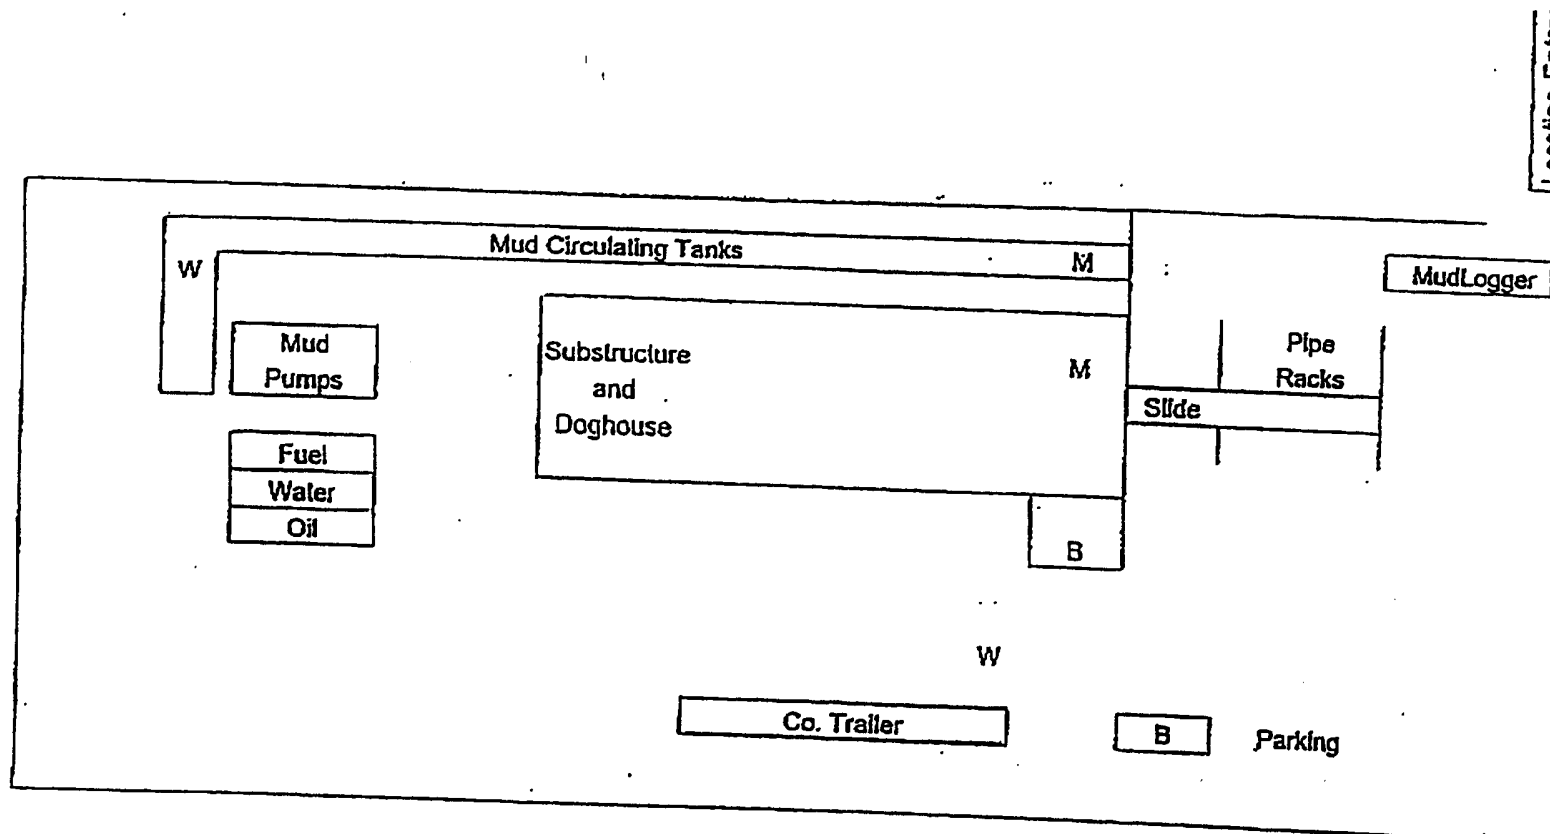 Mud Circulating Tanks
W
M
MudLogger
Mud
Pumps
Substructure
and
Doghouse
M
Pipe
Racks
Slide
Fuel
Water
Oil
B
W
Co. Trailer
B
Parking